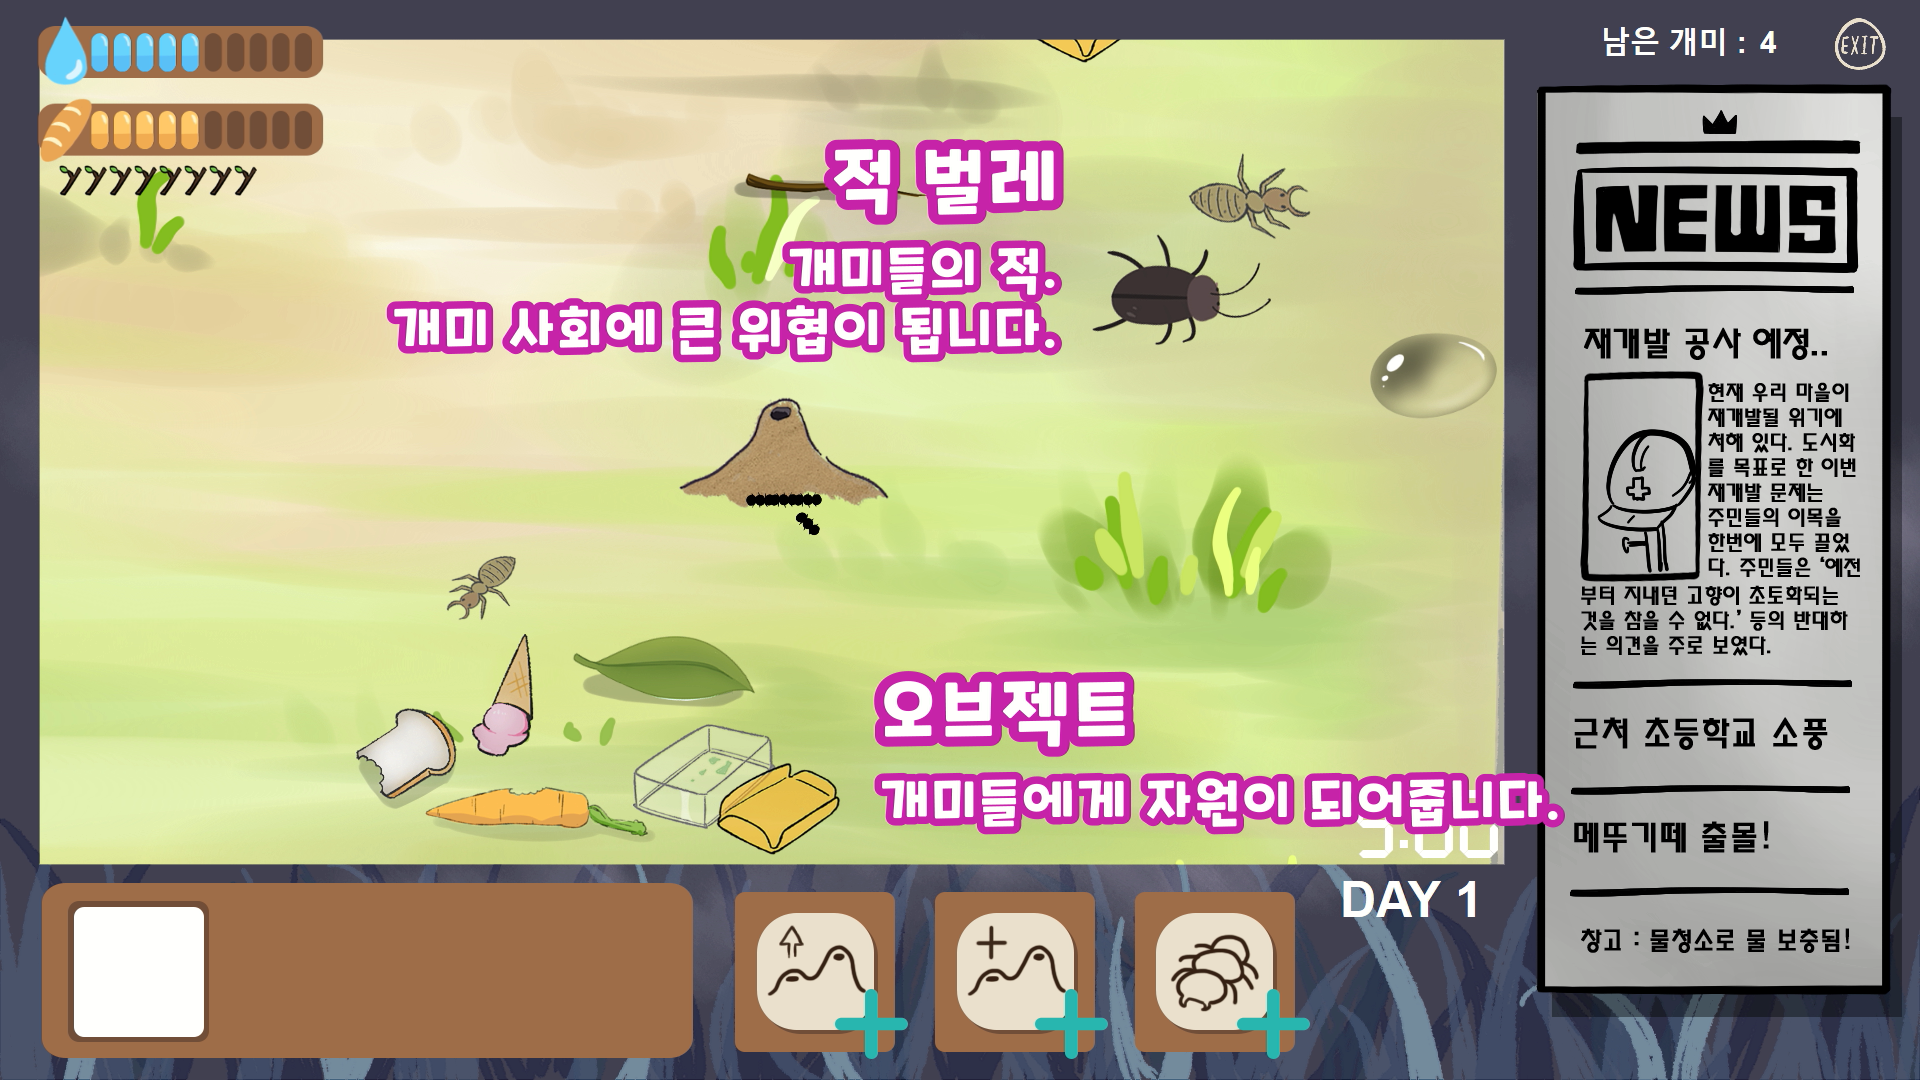 남은 개미 : 4
EXIT
적 벌레
개미들의 적.
개미 사회에 큰 위협이 됩니다.
오브젝트
개미들에게 자원이 되어줍니다.
DAY 1
NEWS
재개발 공사 예정..
현재 우리 마을이
재개발될 위기에
처해 있다. 도시화
를 목표로 한 이번
재개발 문제는
주민들의 이목을
한번에 모두 끌었
다. 주민들은 '예전
부터 지내던 고향이 초토화되는
것을 참을 수 없다.' 등의 반대하
는 의견을 주로 보였다.
근처 초등학교 소풍
메뚜기떼 출몰!
창고 : 물청소로 물 보충됨!